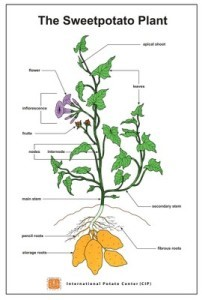 The Sweetpotato Plant
apical shoot
flower
leaves
inflorescence
fruits
nodes
internode
main stem
secondary stem
pencil roots
fibrous roots
storage roots
International Potato Center (CIP)